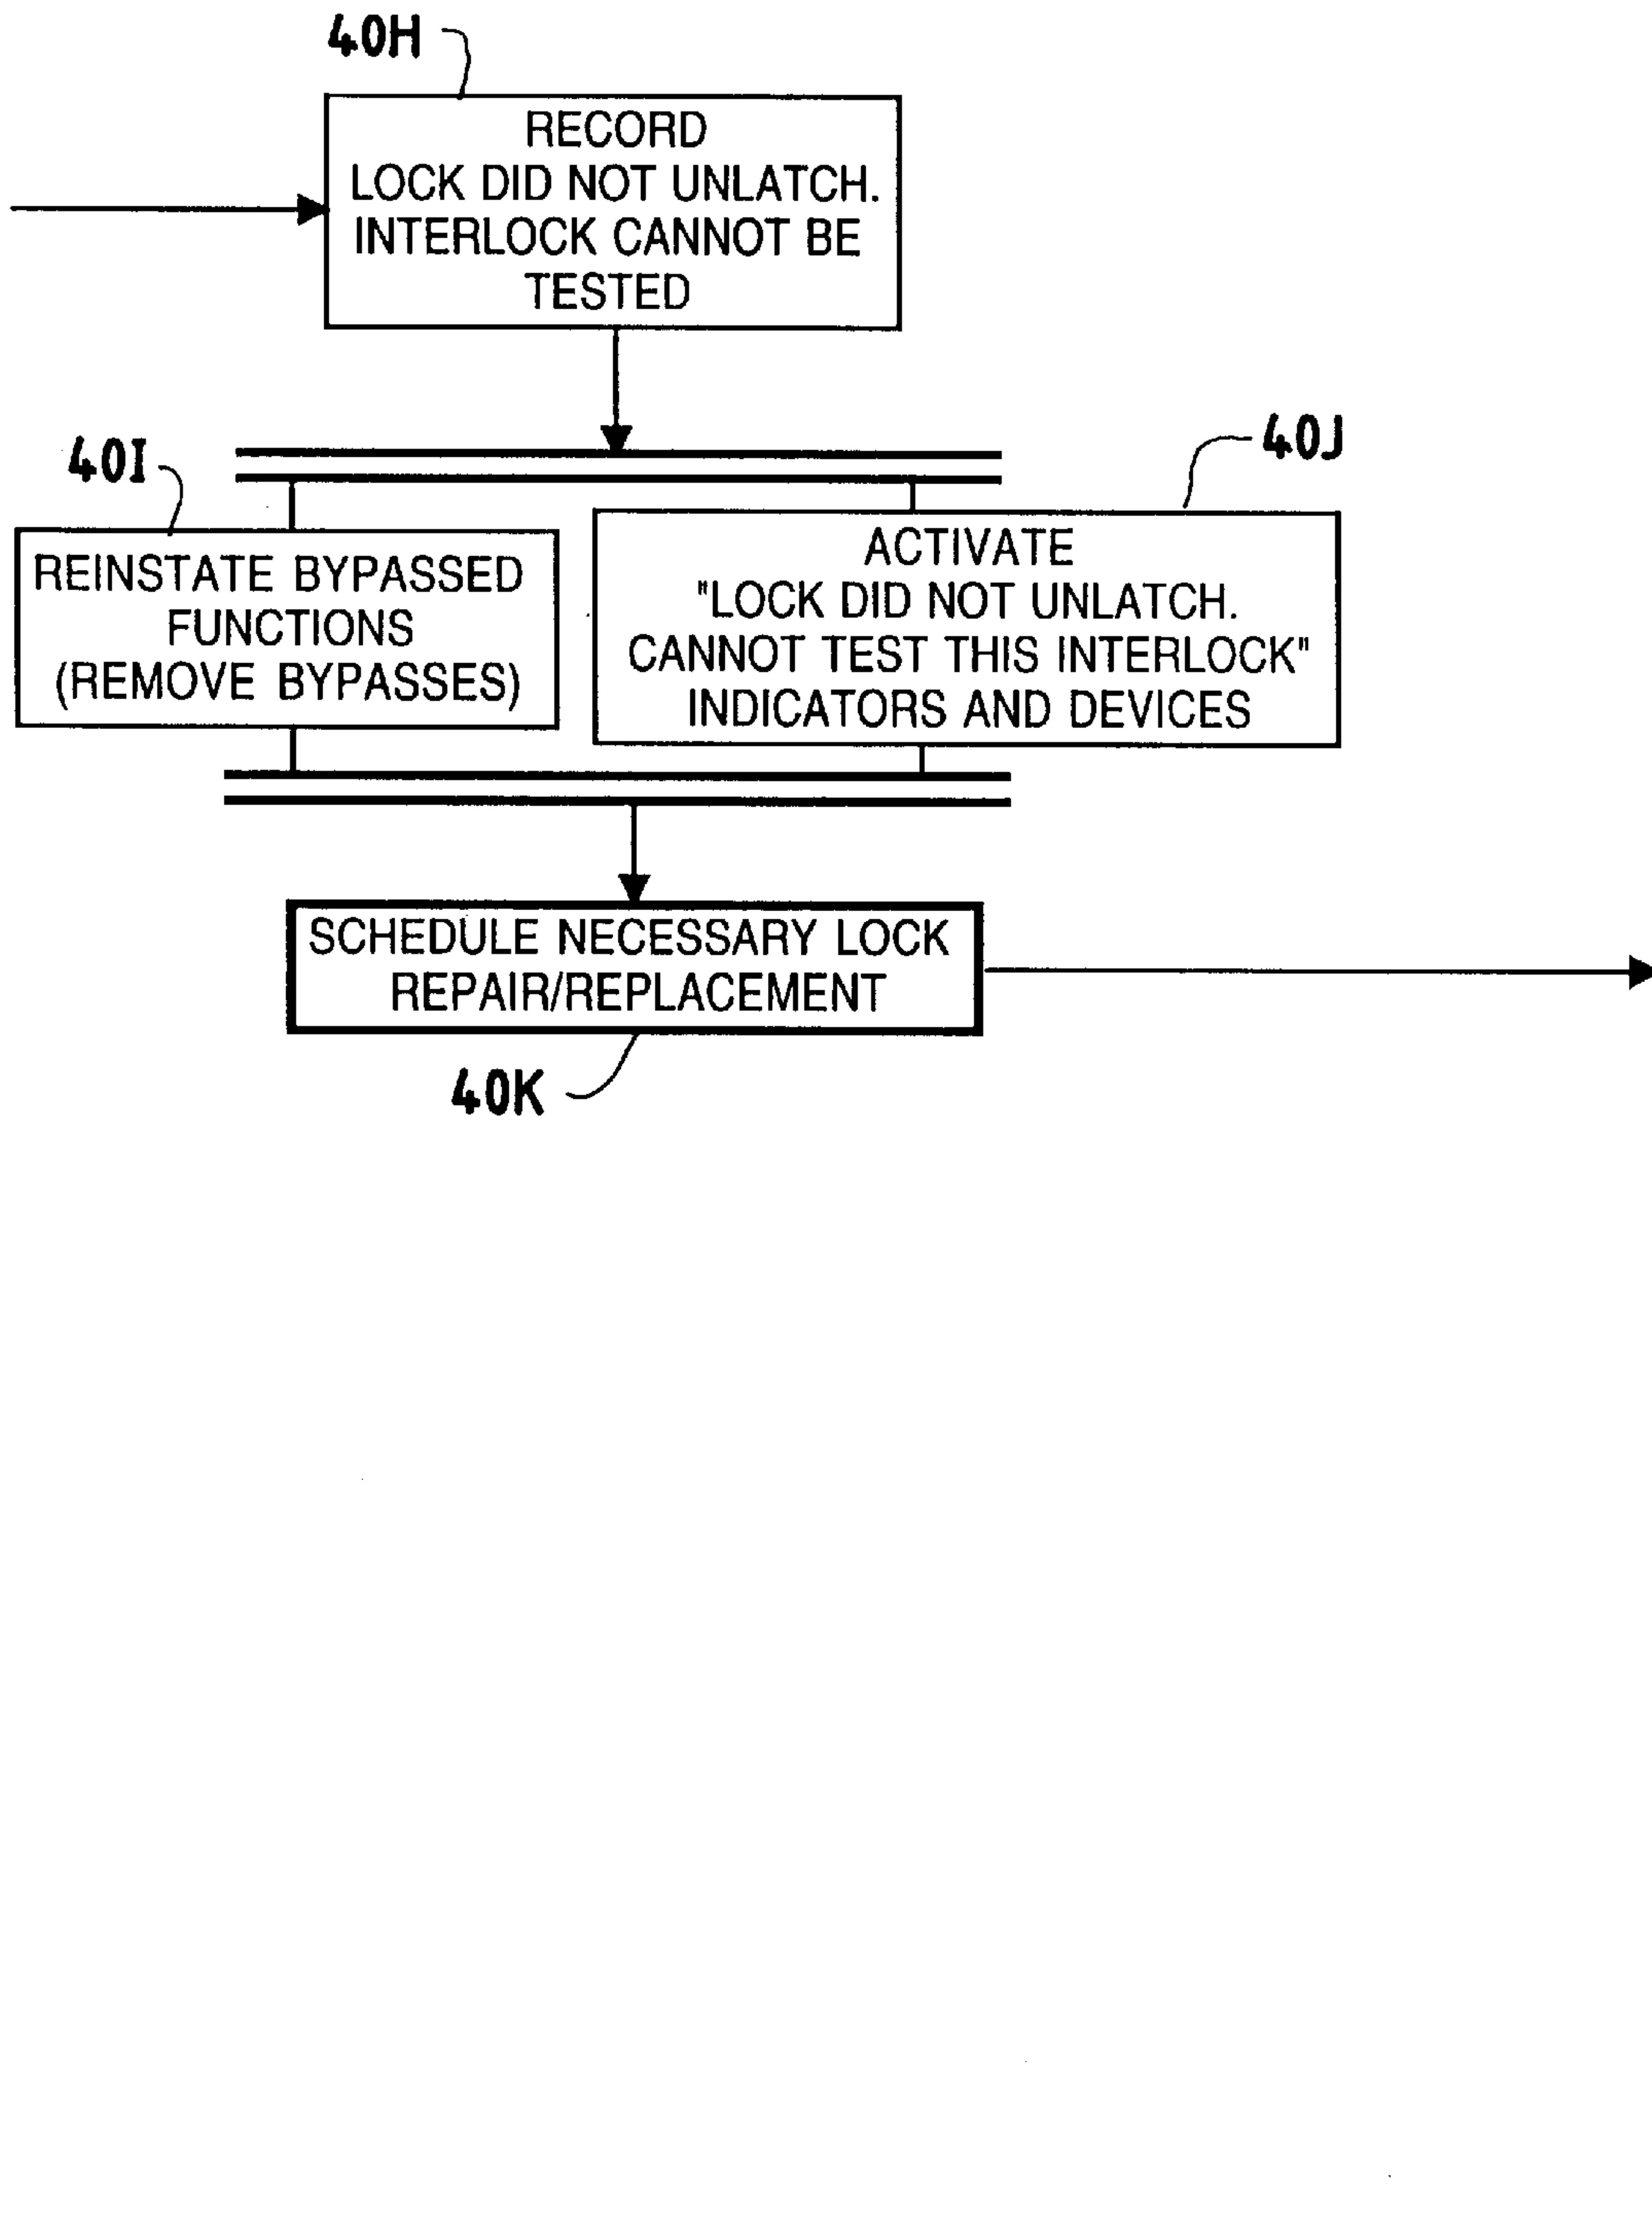 40H
RECORD
LOCK DID NOT UNLATCH.
INTERLOCK CANNOT BE
TESTED
40I
REINSTATE BYPASSED
FUNCTIONS
(REMOVE BYPASSES)
40J
ACTIVATE
"LOCK DID NOT UNLATCH.
CANNOT TEST THIS INTERLOCK"
INDICATORS AND DEVICES
SCHEDULE NECESSARY LOCK
REPAIR/REPLACEMENT
40K